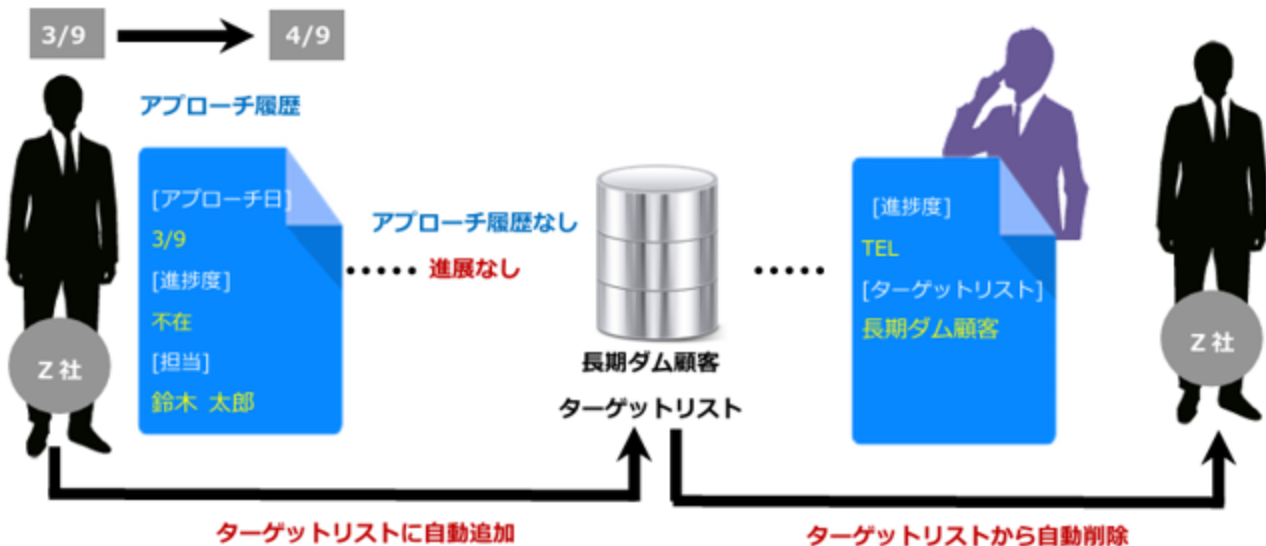 3/9
4/9
アプローチ履歴
[アプローチ日]
3/9
[進捗度]
不在
[担当]
鈴木 太郎
Z 社
アプローチ履歴なし
進展なし
長期ダム顧客
ターゲットリスト
[進捗度]
TEL
[ターゲットリスト]
長期ダム顧客
Z 社
ターゲットリストに自動追加
ターゲットリストから自動削除